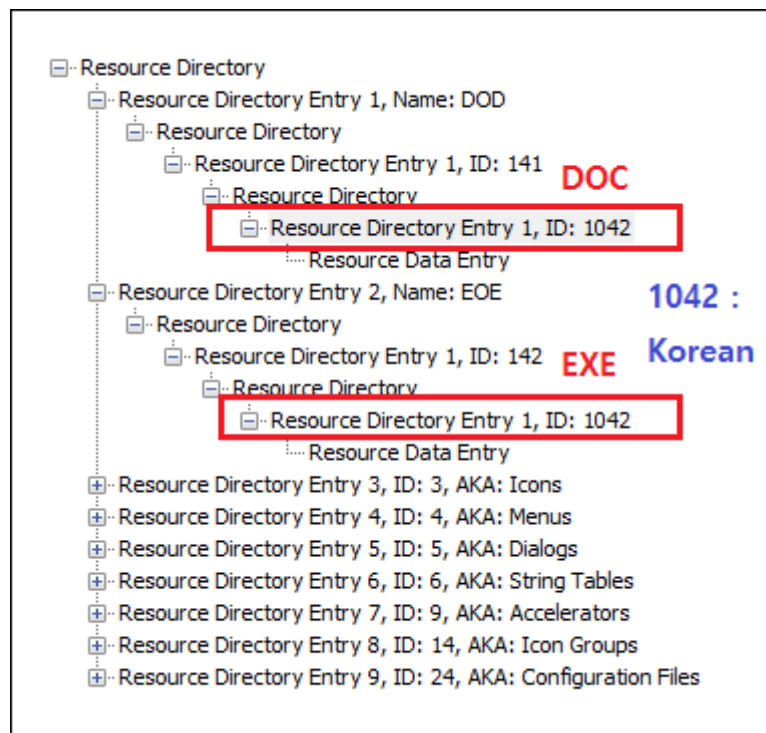 Resource Directory
Resource Directory Entry 1, Name: DOD
Resource Directory
Resource Directory Entry 1, ID: 141
DOC
Resource Directory
Resource Directory Entry 1, ID: 1042
Resource Data Entry
Resource Directory Entry 2, Name: EOE
1042 :
Korean
Resource Directory
Resource Directory Entry 1, ID: 142
EXE
Resource Directory
Resource Directory Entry 1, ID: 1042
Resource Data Entry
Resource Directory Entry 3, ID: 3, AKA: Icons
Resource Directory Entry 4, ID: 4, AKA: Menus
Resource Directory Entry 5, ID: 5, AKA: Dialogs
Resource Directory Entry 6, ID: 6, AKA: String Tables
Resource Directory Entry 7, ID: 9, AKA: Accelerators
Resource Directory Entry 8, ID: 14, AKA: Icon Groups
Resource Directory Entry 9, ID: 24, AKA: Configuration Files